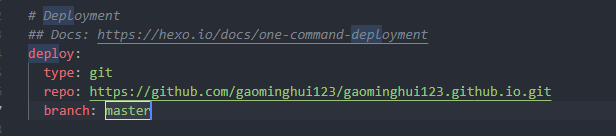 # Deployment
## Docs: https://hexo.io/docs/one-command-deployment
deploy:
  type: git
  repo: https://github.com/gaominghui123/gaominghui123.github.io.git
  branch: master